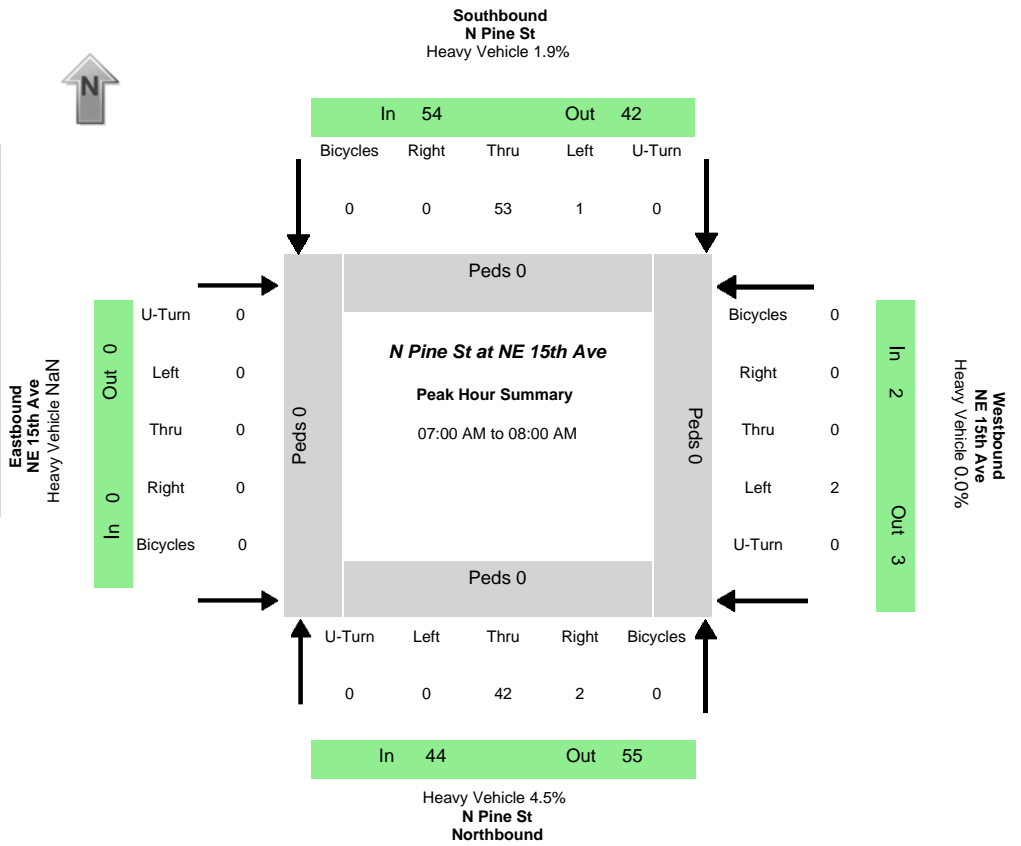 Southbound
N Pine St
Heavy Vehicle 1.9%
N
In 54 Out 42
Bicycles Right Thru Left U-Turn
0 0 53 1 0
Peds 0
Eastbound
NE 15th Ave
Heavy Vehicle NaN
In 0 Out 0
U-Turn 0
Left 0
Thru 0
Right 0
Bicycles 0
Peds 0
N Pine St at NE 15th Ave
Peak Hour Summary
07:00 AM to 08:00 AM
Peds 0
Bicycles 0
Right 0
Thru 0
Left 2
U-Turn 0
In 2 Out 3
Westbound
NE 15th Ave
Heavy Vehicle 0.0%
Peds 0
U-Turn Left Thru Right Bicycles
0 0 42 2 0
In 44 Out 55
Heavy Vehicle 4.5%
N Pine St
Northbound